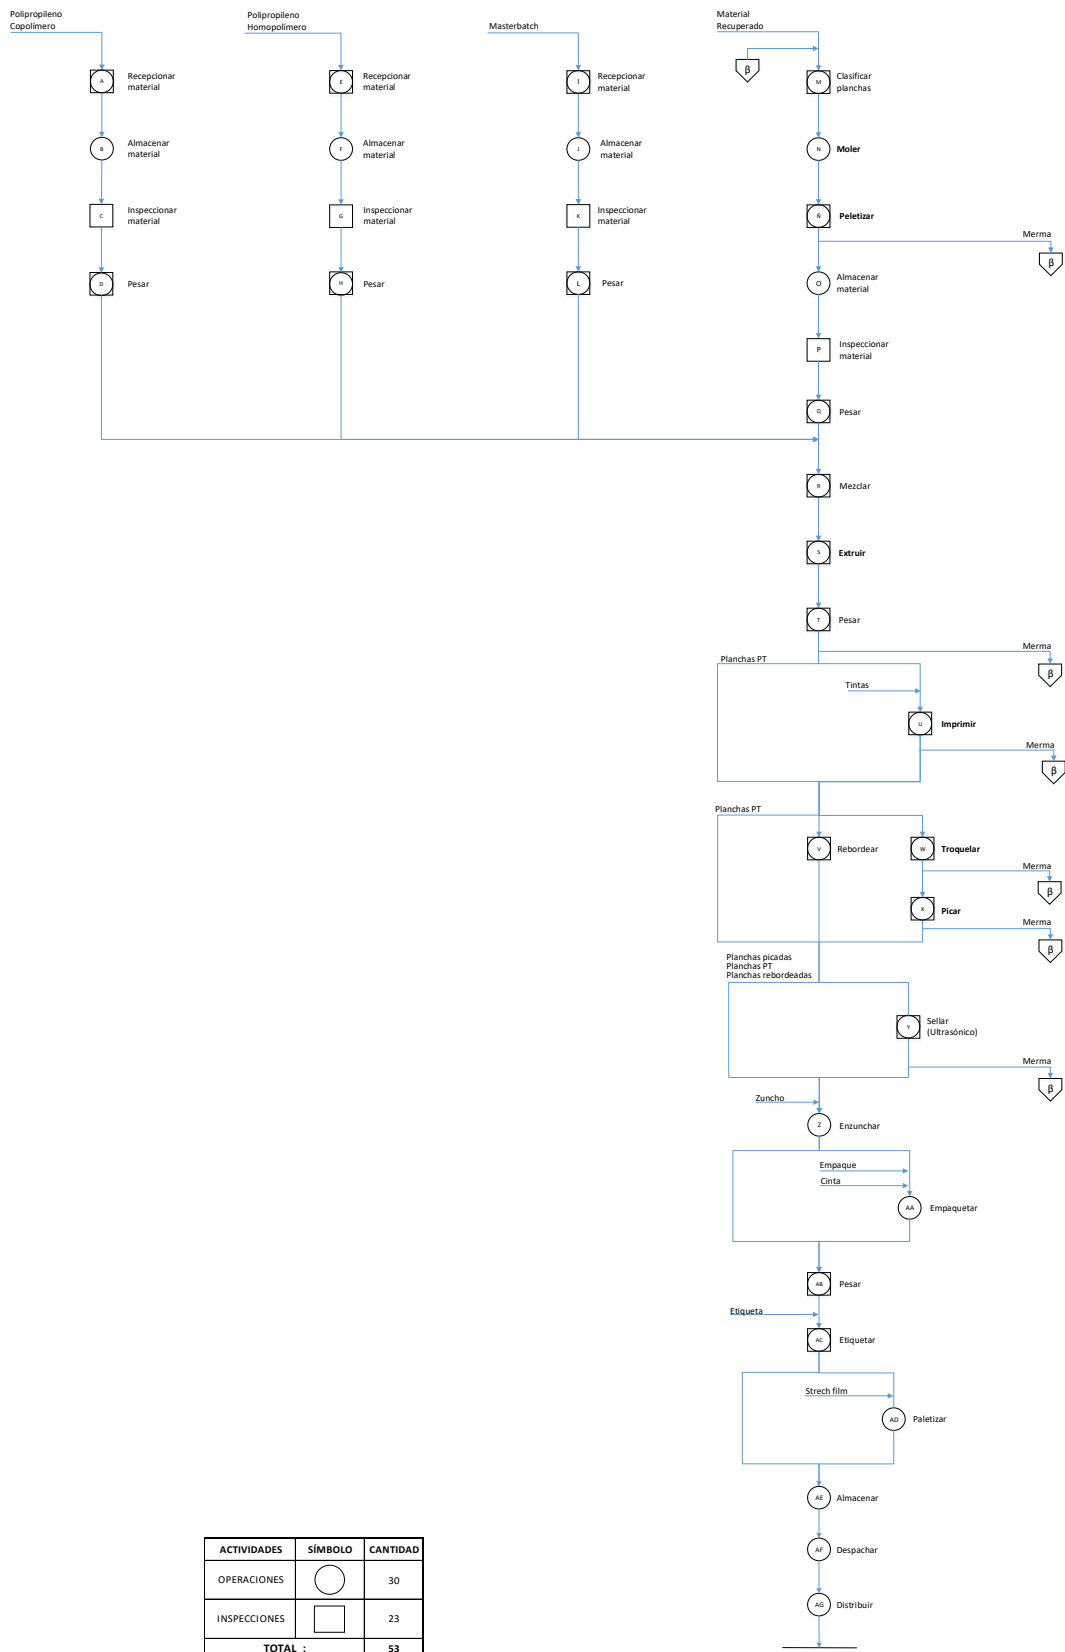 Polipropileno
Copolímero
Polipropileno
Homopolímero
Masterbatch
Material
Recuperado
β
A
Recepcionar
material
E
Recepcionar
material
I
Recepcionar
material
M
Clasificar
planchas
B
Almacenar
material
F
Almacenar
material
J
Almacenar
material
N
Moler
C
Inspeccionar
material
G
Inspeccionar
material
K
Inspeccionar
material
Ñ
Peletizar
Merma
β
D
Pesar
H
Pesar
L
Pesar
O
Almacenar
material
P
Inspeccionar
material
Q
Pesar
R
Mezclar
S
Extruir
T
Pesar
Merma
β
Planchas PT
Tintas
U
Imprimir
Merma
β
Planchas PT
V
Rebordear
W
Troquelar
Merma
β
X
Picar
Merma
β
Planchas picadas
Planchas PT
Planchas rebordeadas
Y
Sellar
(Ultrasónico)
Merma
β
Zuncho
Z
Enzunchar
Empaque
Cinta
AA
Empaquetar
AB
Pesar
Etiqueta
AC
Etiquetar
Strech film
AD
Paletizar
AE
Almacenar
AF
Despachar
AG
Distribuir
ACTIVIDADES SÍMBOLO CANTIDAD
OPERACIONES 30
INSPECCIONES 23
TOTAL : 53